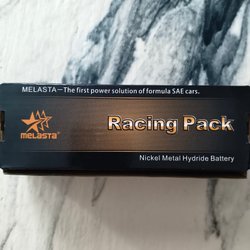 MELASTA—The first power solution of formula SAE cars.
MELASTA
Racing Pack
Nickel Metal Hydride Battery